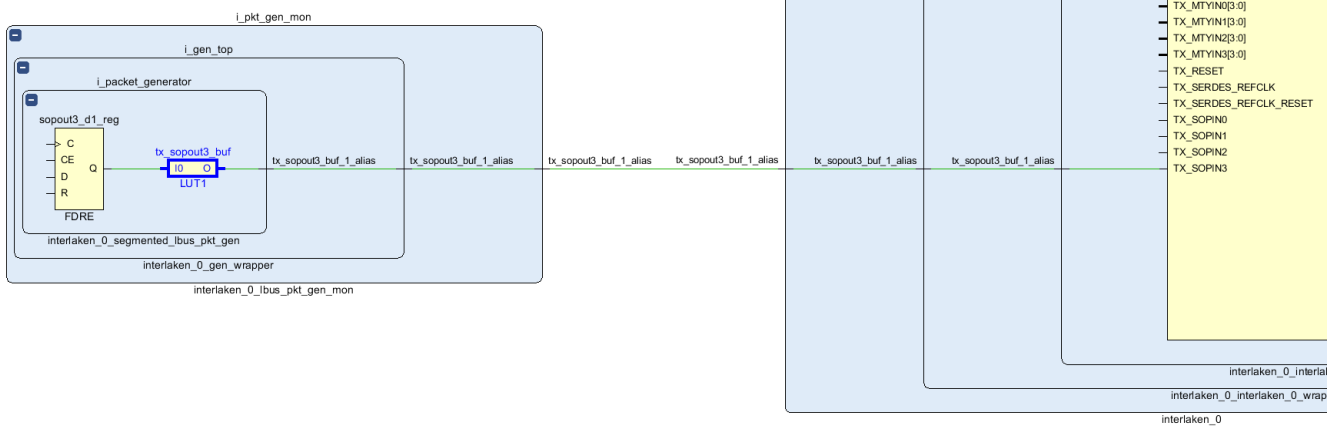 i_pkt_gen_mon
i_gen_top
i_packet_generator
sopout3_d1_reg
C
CE
D
R
Q
FDRE
tx_sopout3_buf
I0 O
LUT1
tx_sopout3_buf_1_alias
tx_sopout3_buf_1_alias
tx_sopout3_buf_1_alias
tx_sopout3_buf_1_alias
tx_sopout3_buf_1_alias
tx_sopout3_buf_1_alias
interlaken_0_segmented_lbus_pkt_gen
interlaken_0_gen_wrapper
interlaken_0_lbus_pkt_gen_mon
TX_MTYIN0[3:0]
TX_MTYIN1[3:0]
TX_MTYIN2[3:0]
TX_MTYIN3[3:0]
TX_RESET
TX_SERDES_REFCLK
TX_SERDES_REFCLK_RESET
TX_SOPIN0
TX_SOPIN1
TX_SOPIN2
TX_SOPIN3
interlaken_0_interlal
interlaken_0_interlaken_0_wrap
interlaken_0